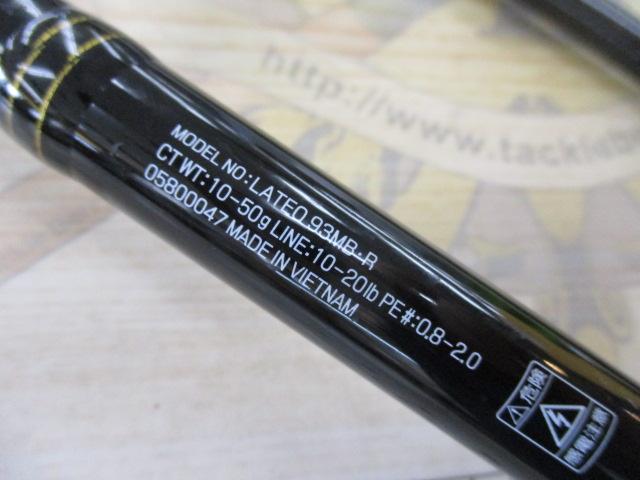 http://www.tackleb
MODEL NO:LATEO 93MB・R
CT WT:10-50g LINE:10-20lb PE#:0.8-2.0
05800047 MADE IN VIETNAM
危険
感電注意